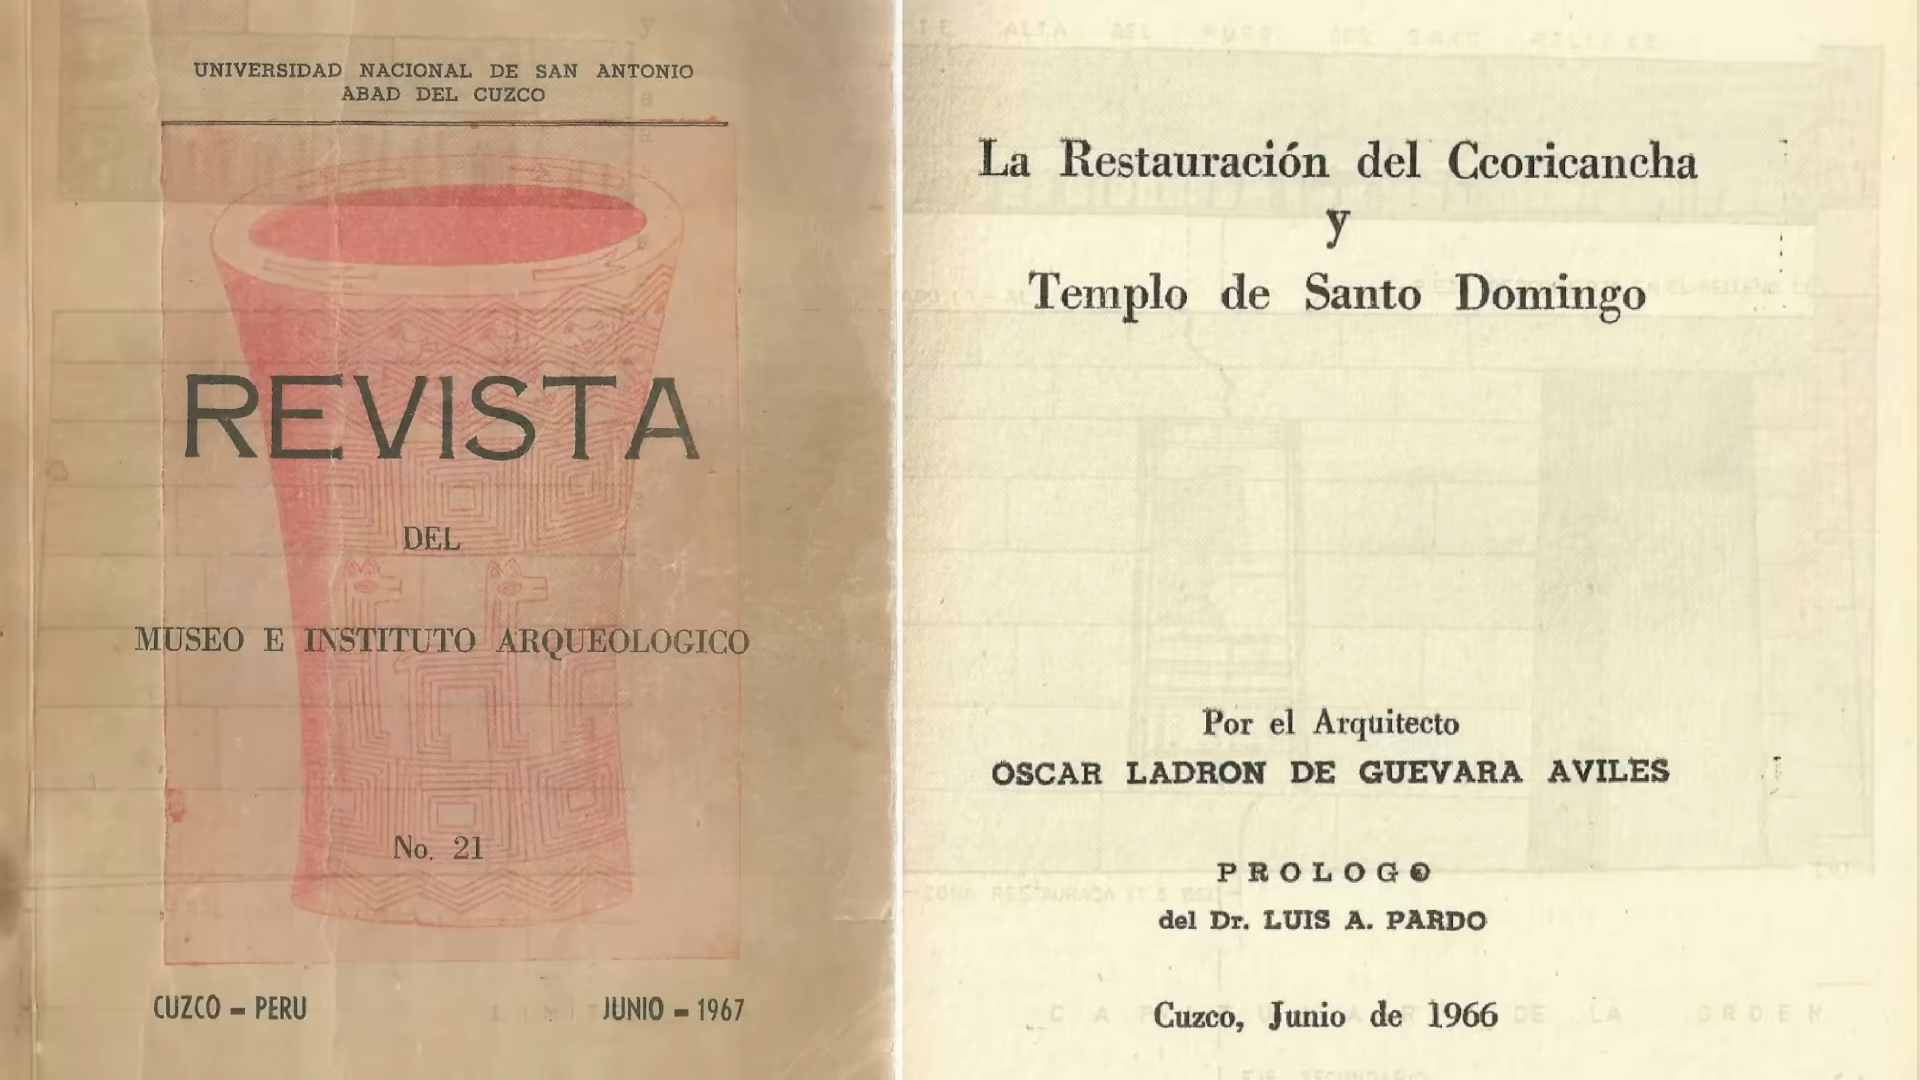 UNIVERSIDAD NACIONAL DE SAN ANTONIO
ABAD DEL CUZCO
REVISTA
DEL
MUSEO E INSTITUTO ARQUEOLOGICO
No. 21
CUZCO - PERU
JUNIO - 1967
La Restauración del Ccoricancha
y
Templo de Santo Domingo
Por el Arquitecto
OSCAR LADRON DE GUEVARA AVILES
PROLOGO
del Dr. LUIS A. PARDO
Cuzco, Junio de 1966